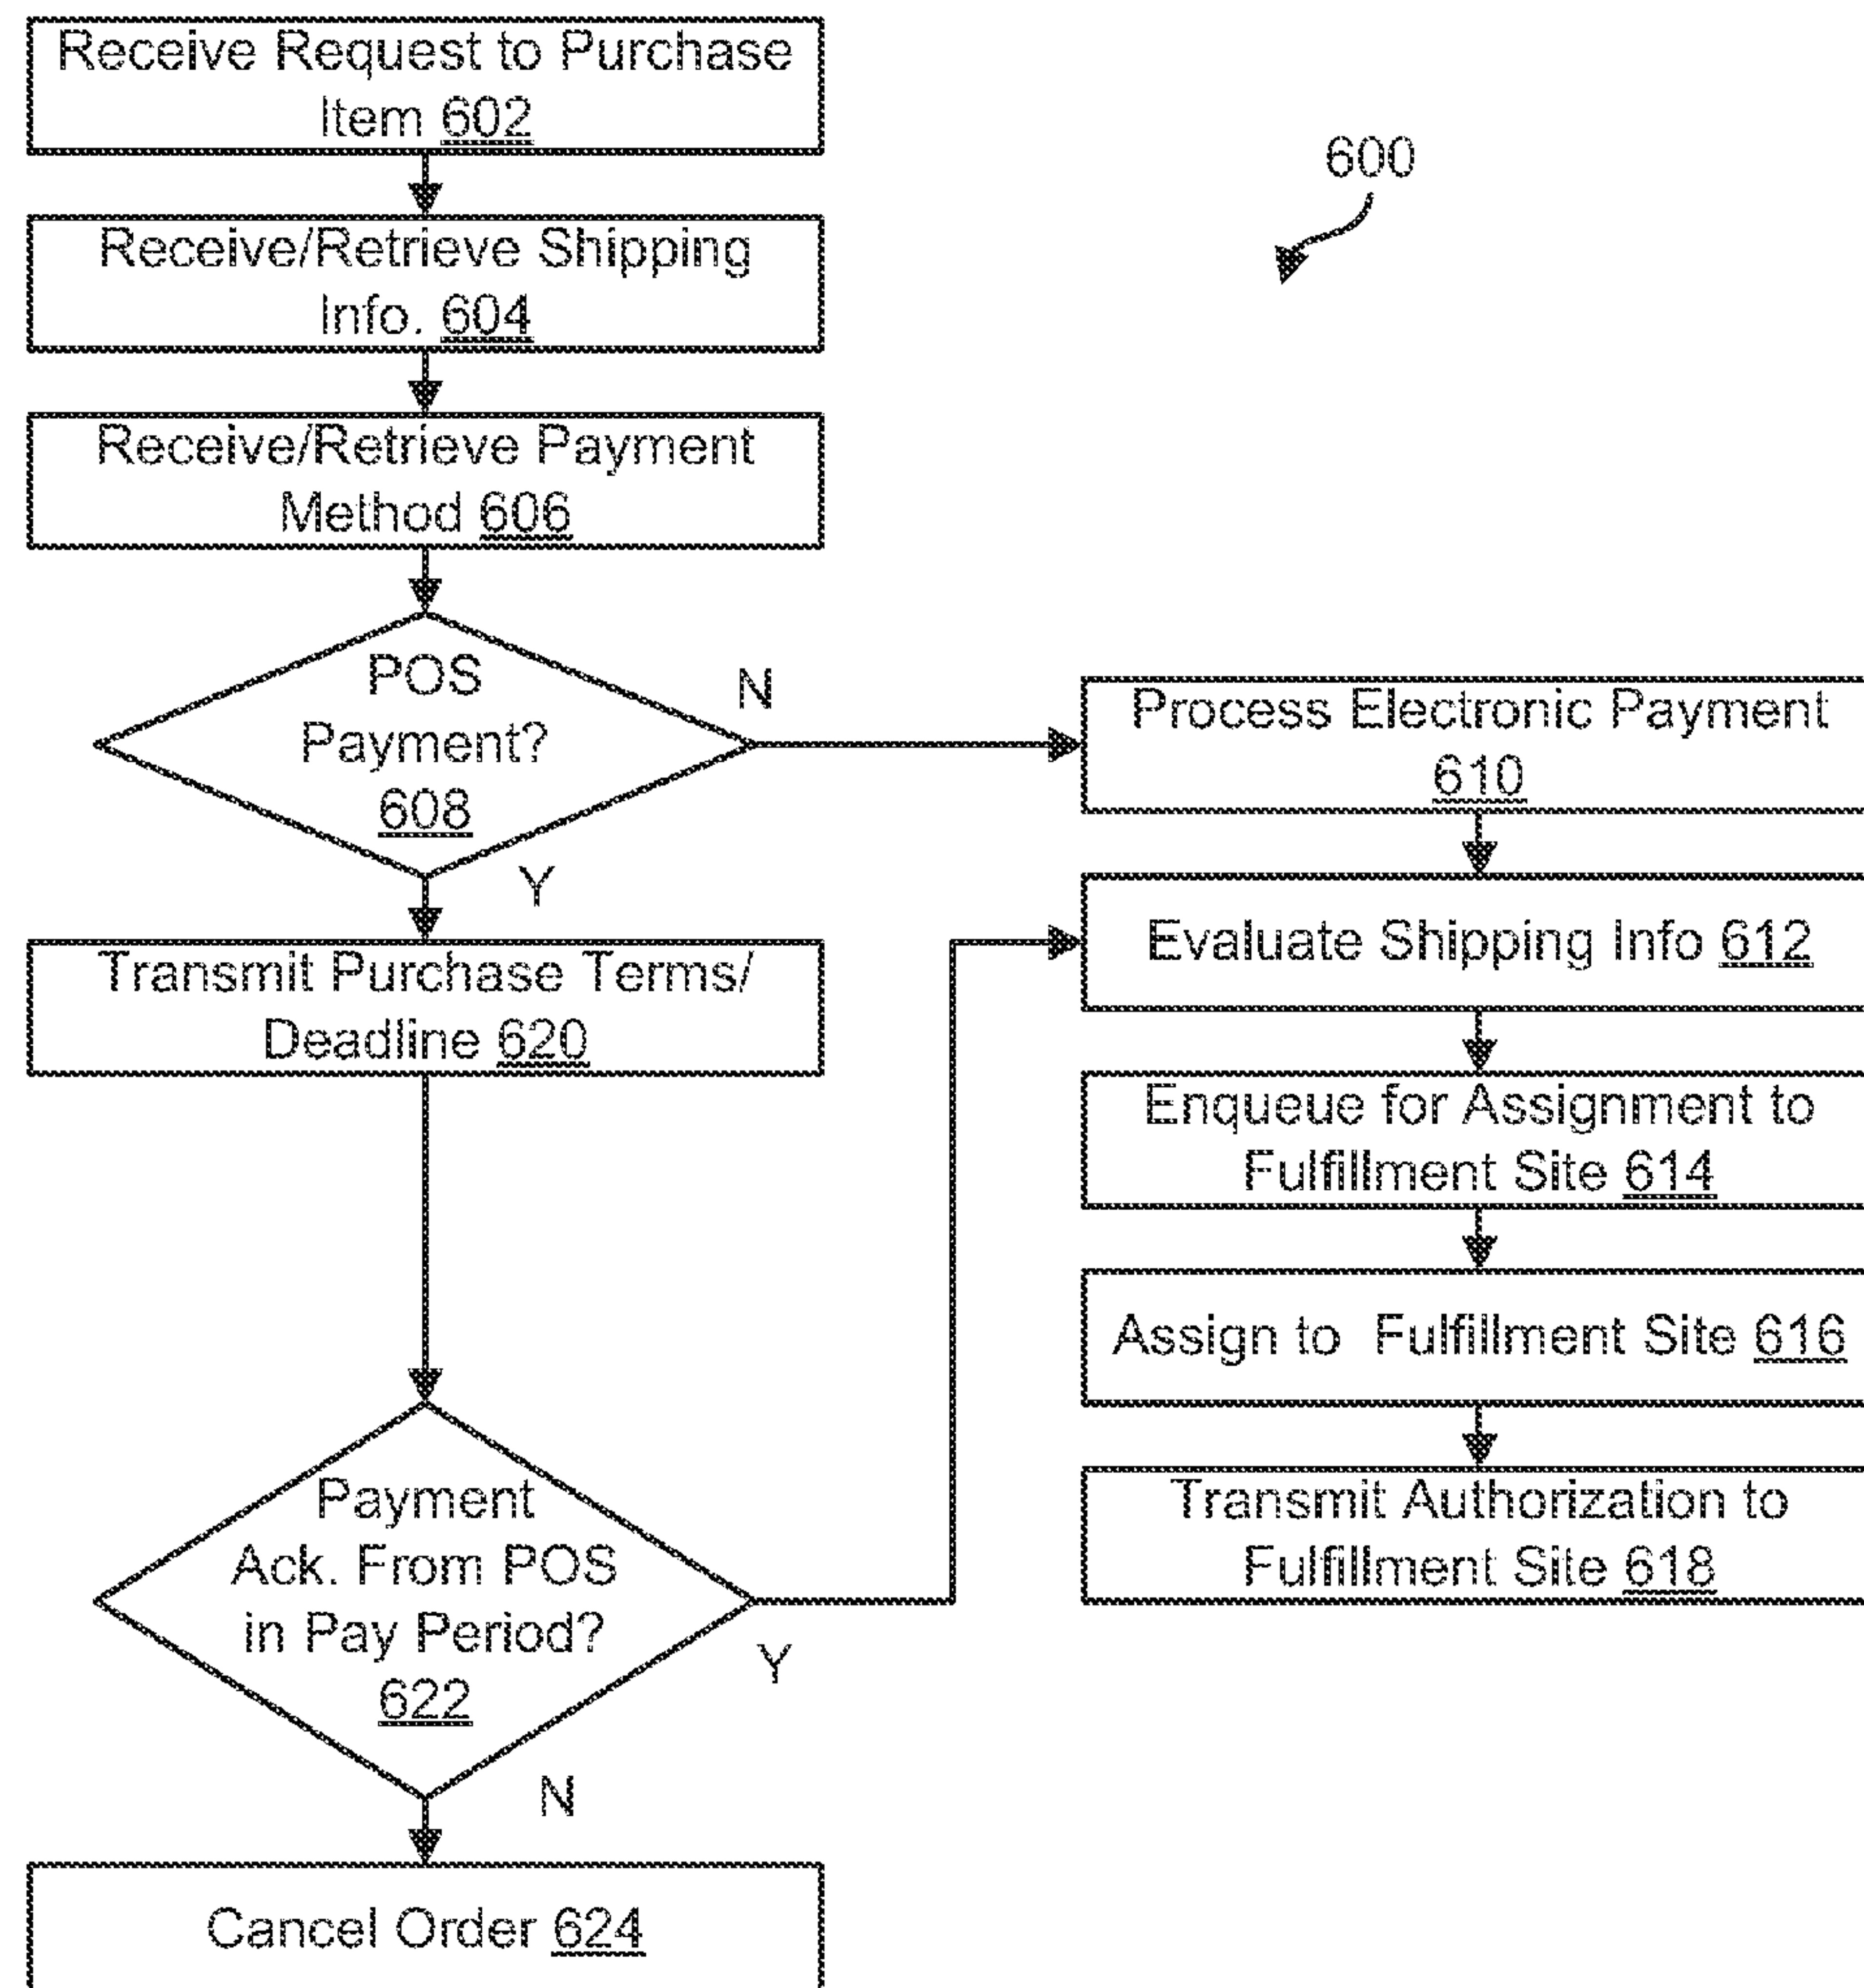 Receive Request to Purchase
Item 602
600
Receive/Retrieve Shipping
Info. 604
Receive/Retrieve Payment
Method 606
POS
Payment?
608
N
Y
Process Electronic Payment
610
Evaluate Shipping Info 612
Enqueue for Assignment to
Fulfillment Site 614
Assign to Fulfillment Site 616
Transmit Authorization to
Fulfillment Site 618
Transmit Purchase Terms/
Deadline 620
Payment
Ack. From POS
in Pay Period?
622
Y
N
Cancel Order 624